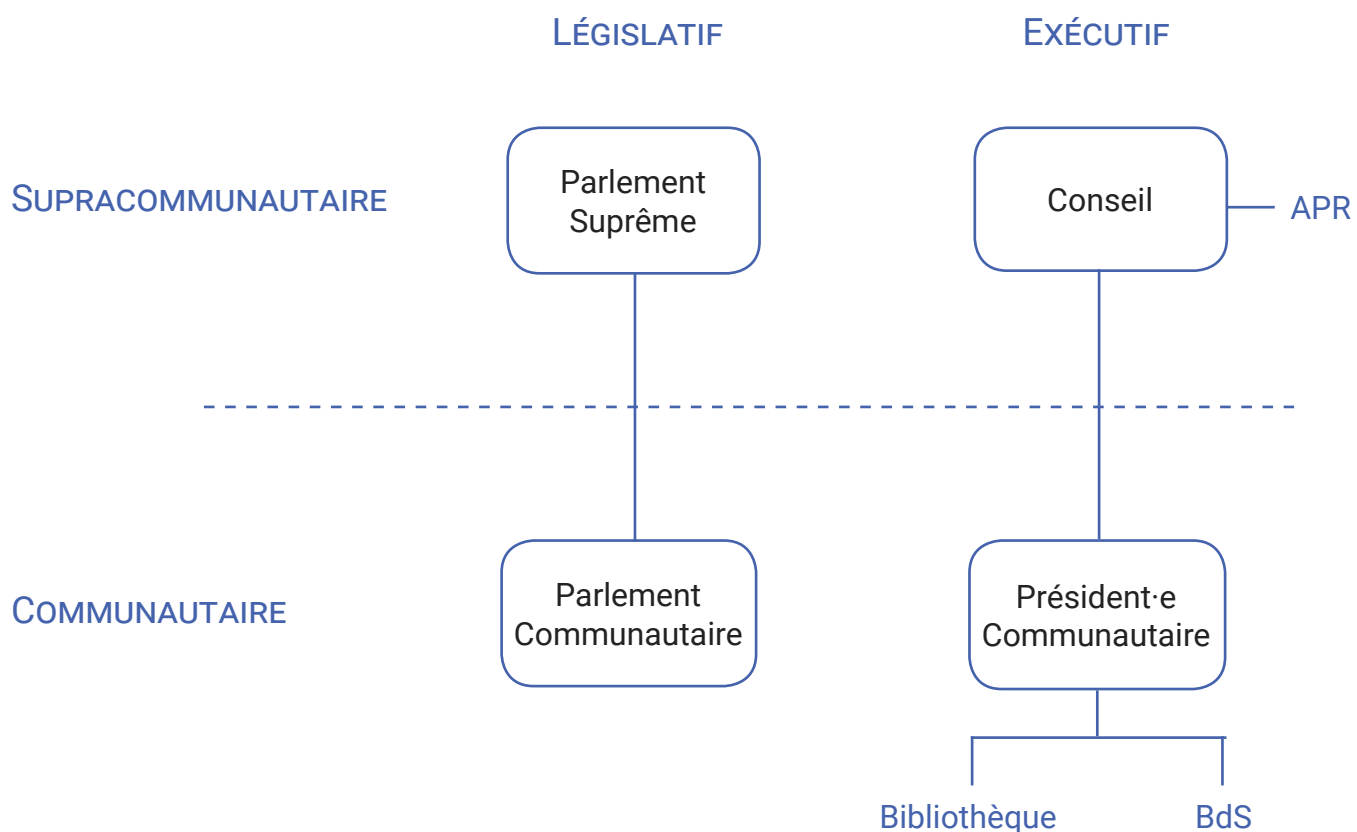 LÉGISLATIF
EXÉCUTIF
SUPRACOMMUNAUTAIRE
Parlement
Suprême
Conseil
APR
COMMUNAUTAIRE
Parlement
Communautaire
Président·e
Communautaire
Bibliothèque
BdS